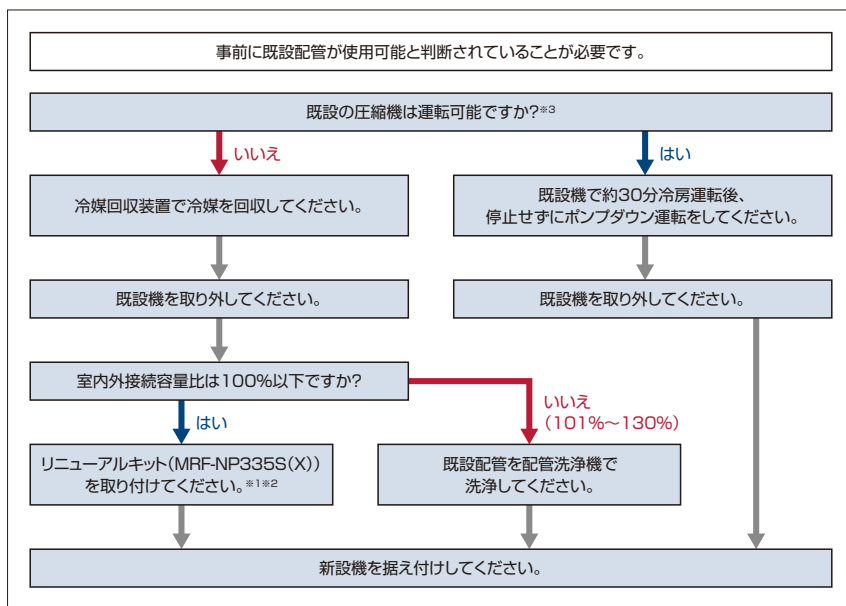 事前に既設配管が使用可能と判断されていることが必要です。
既設の圧縮機は運転可能ですか?※3
いいえ
はい
冷媒回収装置で冷媒を回収してください。
既設機で約30分冷房運転後、
停止せずにポンプダウン運転をしてください。
既設機を取り外してください。
既設機を取り外してください。
室内外接続容量比は100%以下ですか?
はい
いいえ
(101%~130%)
リニューアルキット(MRF-NP335S(X))
を取り付けてください。※1※2
既設配管を配管洗浄機で
洗浄してください。
新設機を据え付けしてください。